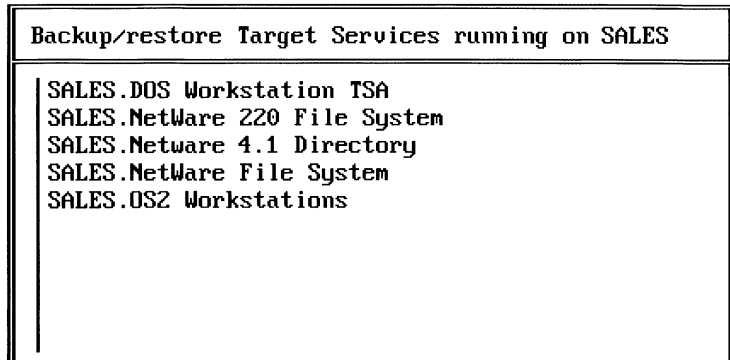 Backup/restore Target Services running on SALES
SALES.DOS Workstation TSA
SALES.NetWare 220 File System
SALES.Netware 4.1 Directory
SALES.NetWare File System
SALES.OS2 Workstations